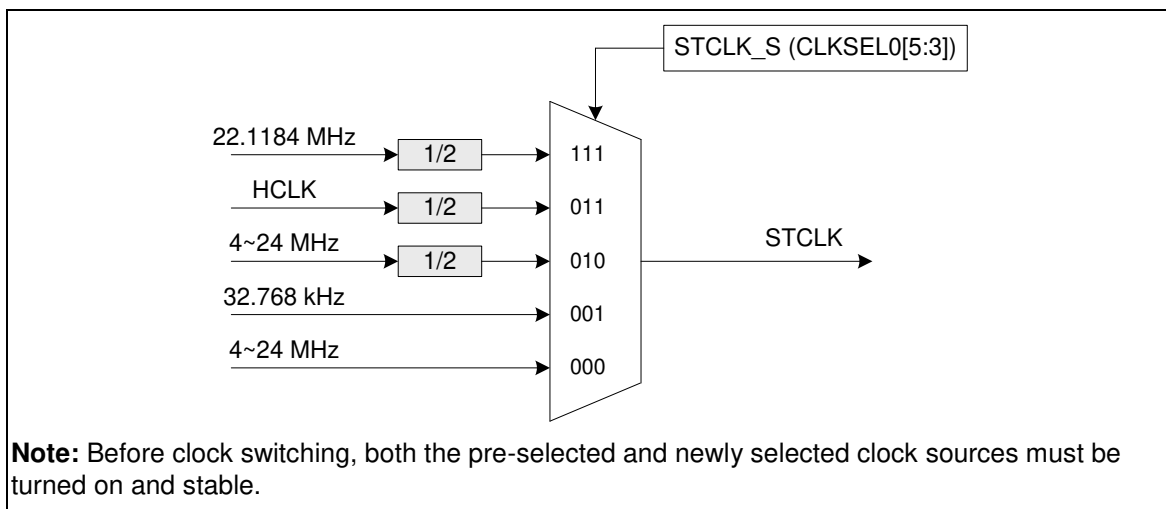 STCLK_S (CLKSEL0[5:3])
22.1184 MHz
1/2
111
HCLK
1/2
011
4~24 MHz
1/2
010
STCLK
32.768 kHz
001
4~24 MHz
000
Note: Before clock switching, both the pre-selected and newly selected clock sources must be
turned on and stable.